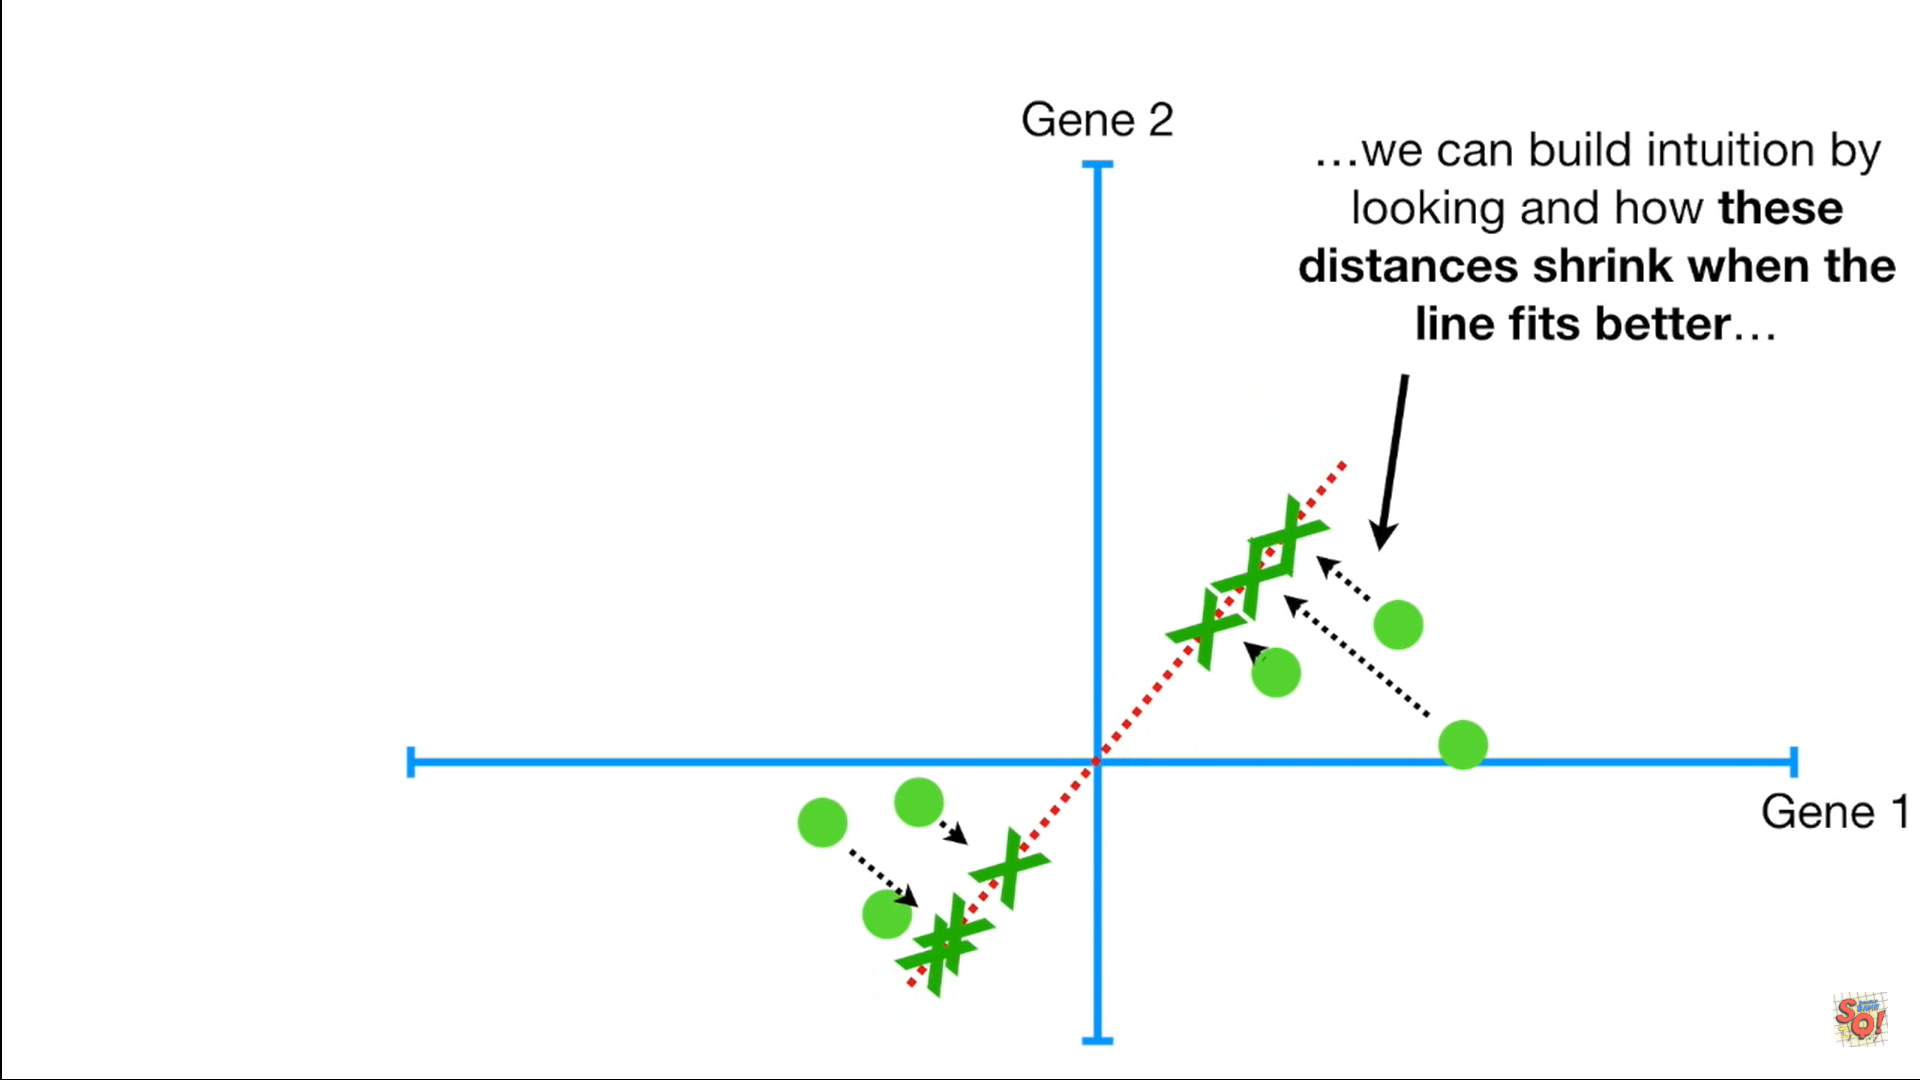 Gene 2
…we can build intuition by
looking and how these
distances shrink when the
line fits better…
Gene 1
SQ!